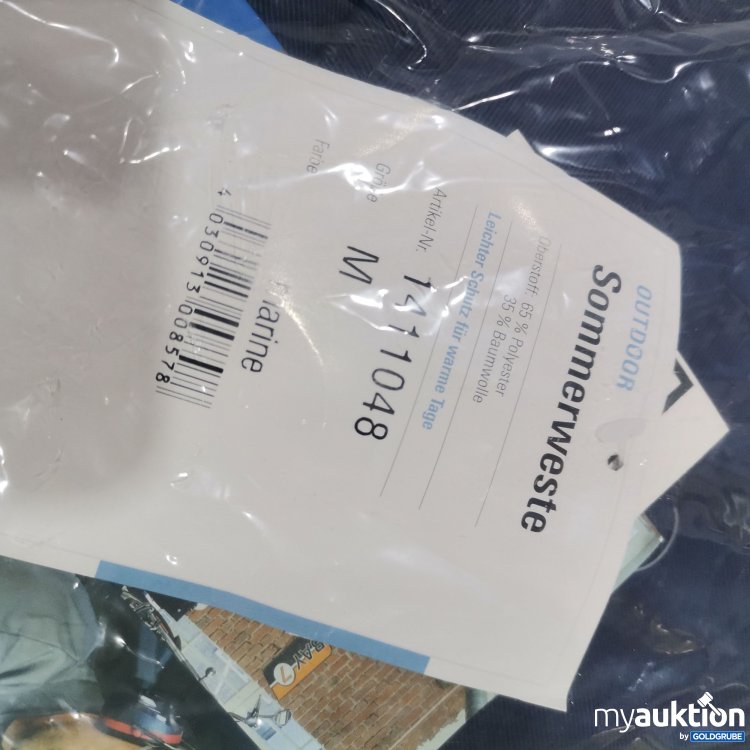 OUTDOOR
Sommerweste
Oberstoff: 65 % Polyester
35 % Baumwolle
Leichter Schutz für warme Tage
Artikel-Nr. 1411048
Größe M
Farbe marine
4 030913 008578
myauktion
by GOLDGRUBE